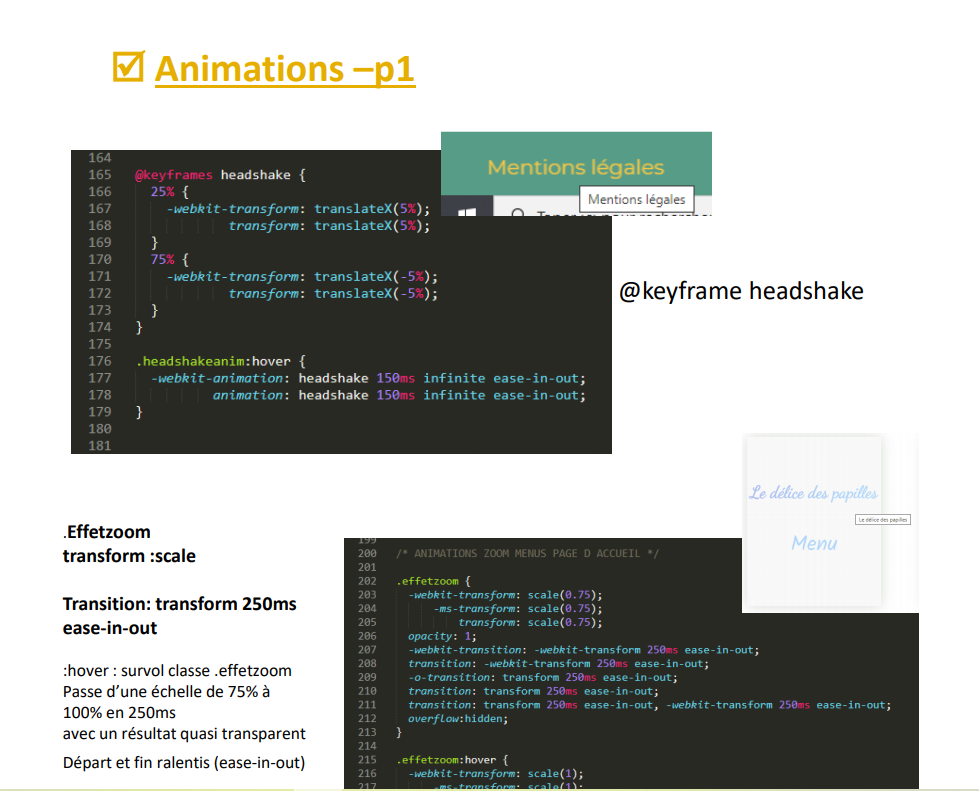 Animations –p1
Mentions légales
Mentions légales
164
165 @keyframes headshake {
166 25% {
167 -webkit-transform: translateX(5%);
168 transform: translateX(5%);
169 }
170 75% {
171 -webkit-transform: translateX(-5%);
172 transform: translateX(-5%);
173 }
174 }
175
176 .headshakeanim:hover {
177 -webkit-animation: headshake 150ms infinite ease-in-out;
178 animation: headshake 150ms infinite ease-in-out;
179 }
180
181
@keyframe headshake
Le délice des papilles
Le délice des papilles
Menu
.Effetzoom
transform :scale
Transition: transform 250ms
ease-in-out
:hover : survol classe .effetzoom
Passe d’une échelle de 75% à
100% en 250ms
avec un résultat quasi transparent
Départ et fin ralentis (ease-in-out)
199
200 /* ANIMATIONS ZOOM MENUS PAGE D ACCUEIL */
201
202 .effetzoom {
203 -webkit-transform: scale(0.75);
204 -ms-transform: scale(0.75);
205 transform: scale(0.75);
206 opacity: 1;
207 -webkit-transition: -webkit-transform 250ms ease-in-out;
208 transition: -webkit-transform 250ms ease-in-out;
209 -o-transition: transform 250ms ease-in-out;
210 transition: transform 250ms ease-in-out;
211 transition: transform 250ms ease-in-out, -webkit-transform 250ms ease-in-out;
212 overflow:hidden;
213 }
214
215 .effetzoom:hover {
216 -webkit-transform: scale(1);
217 -ms-transform: scale(1);